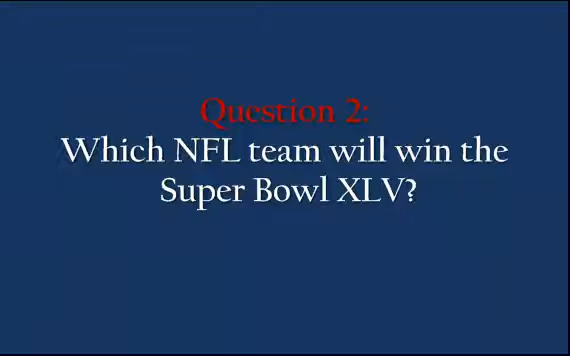 Question 2:
Which NFL team will win the
Super Bowl XLV?